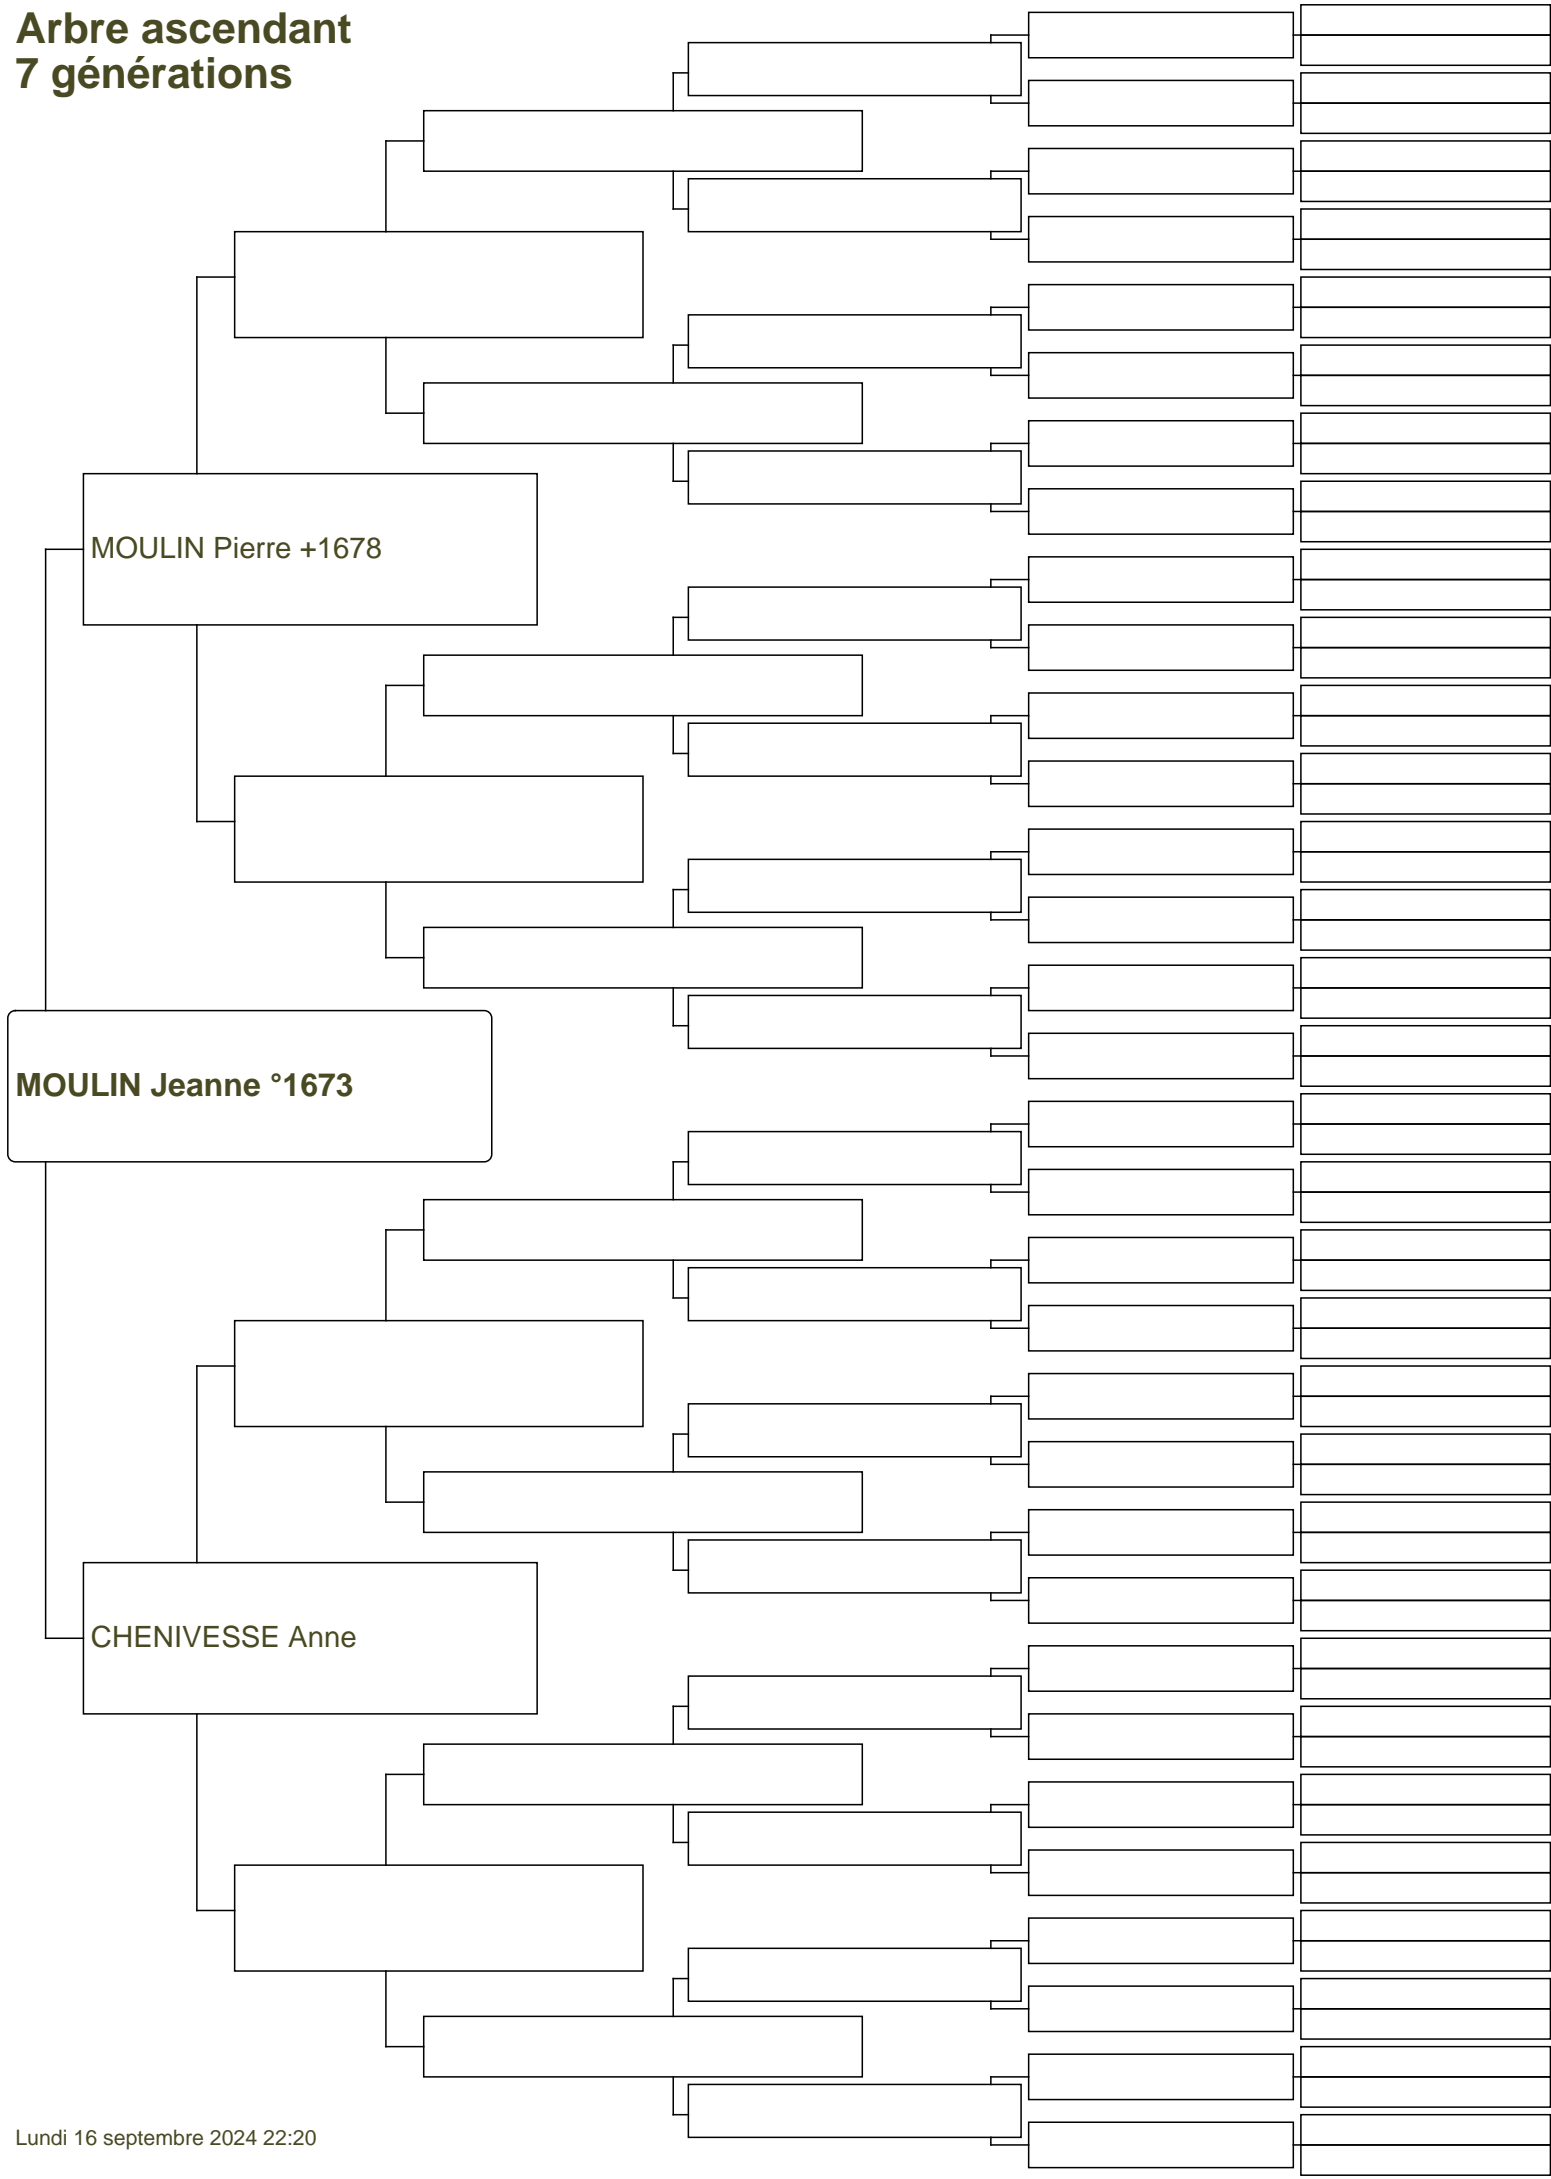 Arbre ascendant
7 générations
MOULIN Pierre +1678
MOULIN Jeanne °1673
CHENIVESSE Anne
Lundi 16 septembre 2024 22:20